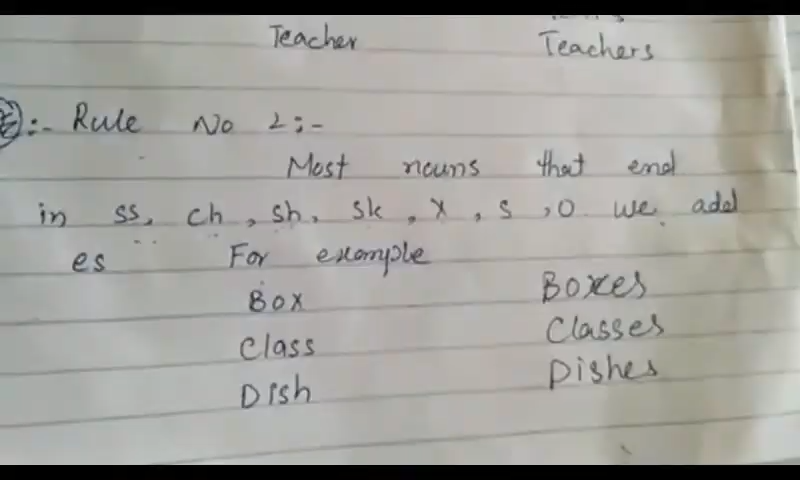 Teacher Teachers
:- Rule No 2:-
Most nouns that end
in ss, ch, sh, sk, x, s, o we add
es For example
Box Boxes
Class Classes
Dish Dishes